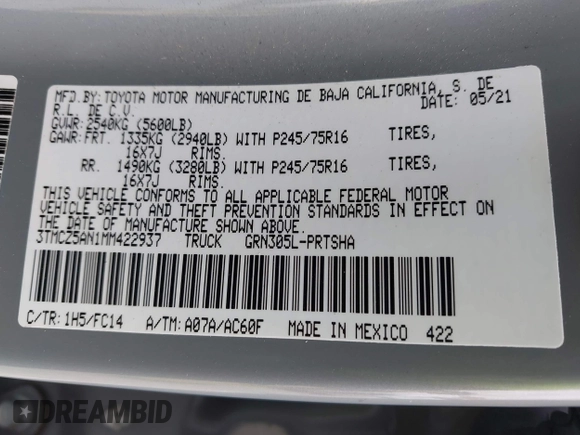 MFD.BY: TOYOTA MOTOR MANUFACTURING DE BAJA CALIFORNIA, S. DE
R.L. DE C.V. DATE: 05/21
GVWR: 2540KG (5600LB)
GAWR: FRT. 1335KG (2940LB) WITH P245/75R16 TIRES,
16X7J RIMS.
RR. 1490KG (3280LB) WITH P245/75R16 TIRES,
16X7J RIMS.
THIS VEHICLE CONFORMS TO ALL APPLICABLE FEDERAL MOTOR
VEHICLE SAFETY AND THEFT PREVENTION STANDARDS IN EFFECT ON
THE DATE OF MANUFACTURE SHOWN ABOVE.
3TMCZ5AN1MM422937 TRUCK GRN305L-PRTSHA
C/TR: 1H5/FC14 A/TM: A07A/AC60F MADE IN MEXICO 422
DREAMBID